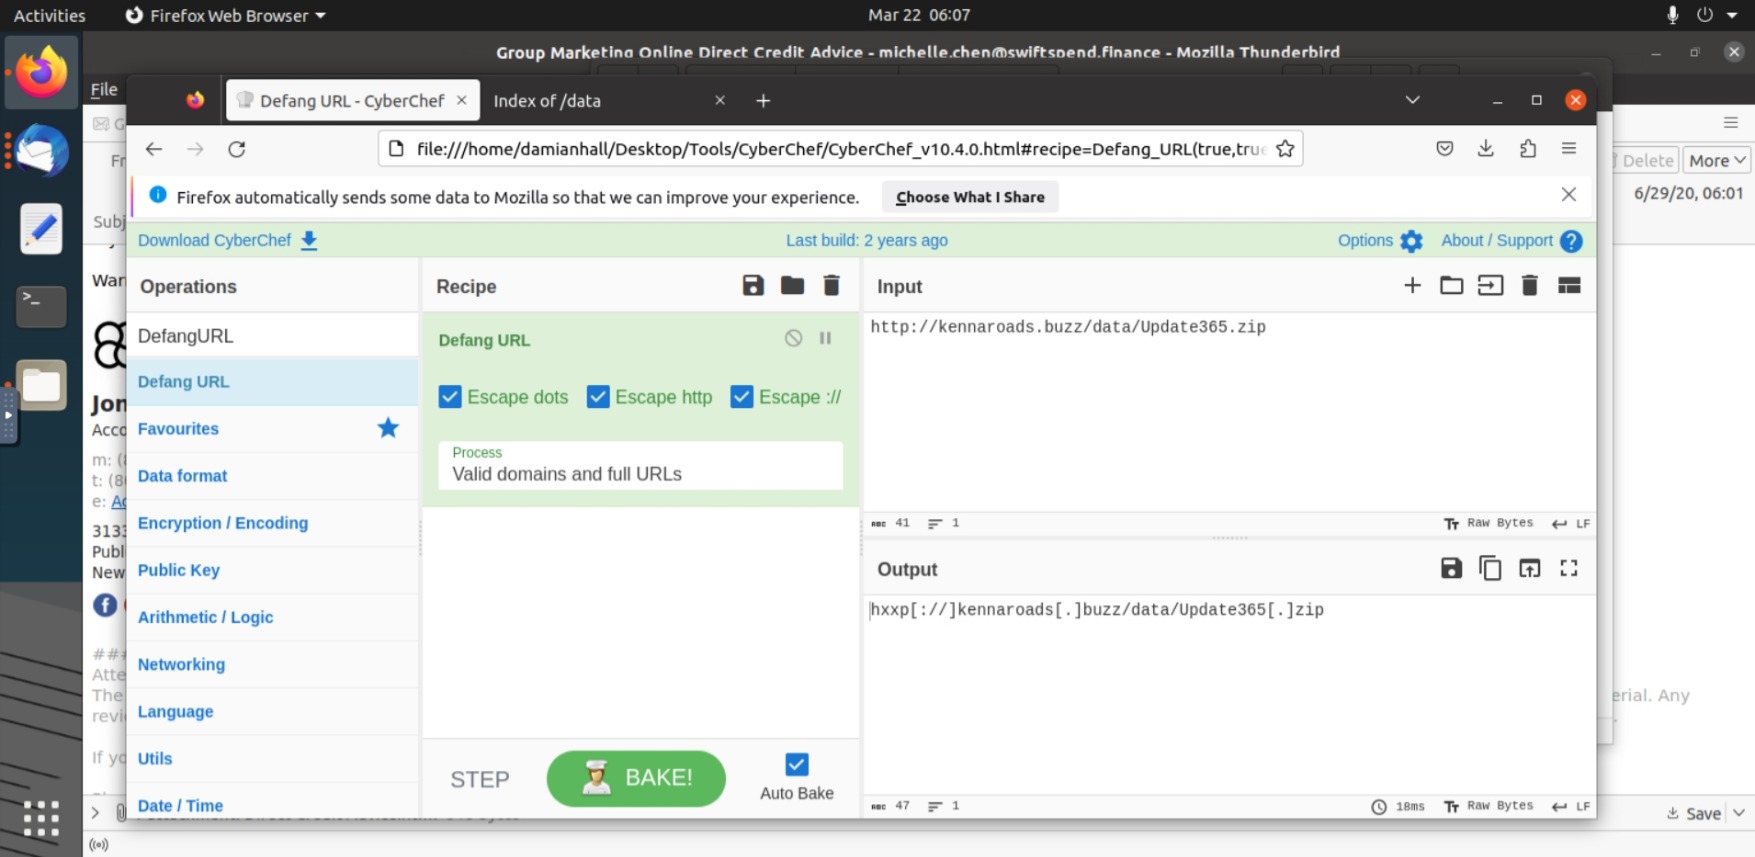 Activities
Firefox Web Browser
Mar 22 06:07
Group Marketing Online Direct Credit Advice - michelle.chen@swiftspend.finance - Mozilla Thunderbird
File
Defang URL - CyberChef
Index of /data
file:///home/damianhall/Desktop/Tools/CyberChef/CyberChef_v10.4.0.html#recipe=Defang_URL(true,true
Delete
More
Firefox automatically sends some data to Mozilla so that we can improve your experience.
Choose What I Share
6/29/20, 06:01
Subj
Download CyberChef
Last build: 2 years ago
Options
About / Support
War
Operations
Recipe
Input
DefangURL
Defang URL
http://kennaroads.buzz/data/Update365.zip
Defang URL
Escape dots
Escape http
Escape ://
Jon
Acco
Favourites
Process
Valid domains and full URLs
m: (8
t: (8
e: Ac
Data format
Encryption / Encoding
41
1
Raw Bytes
LF
3133
Publ
New
Public Key
Output
Arithmetic / Logic
hxxp[://]kennaroads[.]buzz/data/Update365[.]zip
###
Atte
The
revi
Networking
Language
erial. Any
If yo
Utils
STEP
BAKE!
Auto Bake
Date / Time
47
1
18ms
Raw Bytes
LF
Save